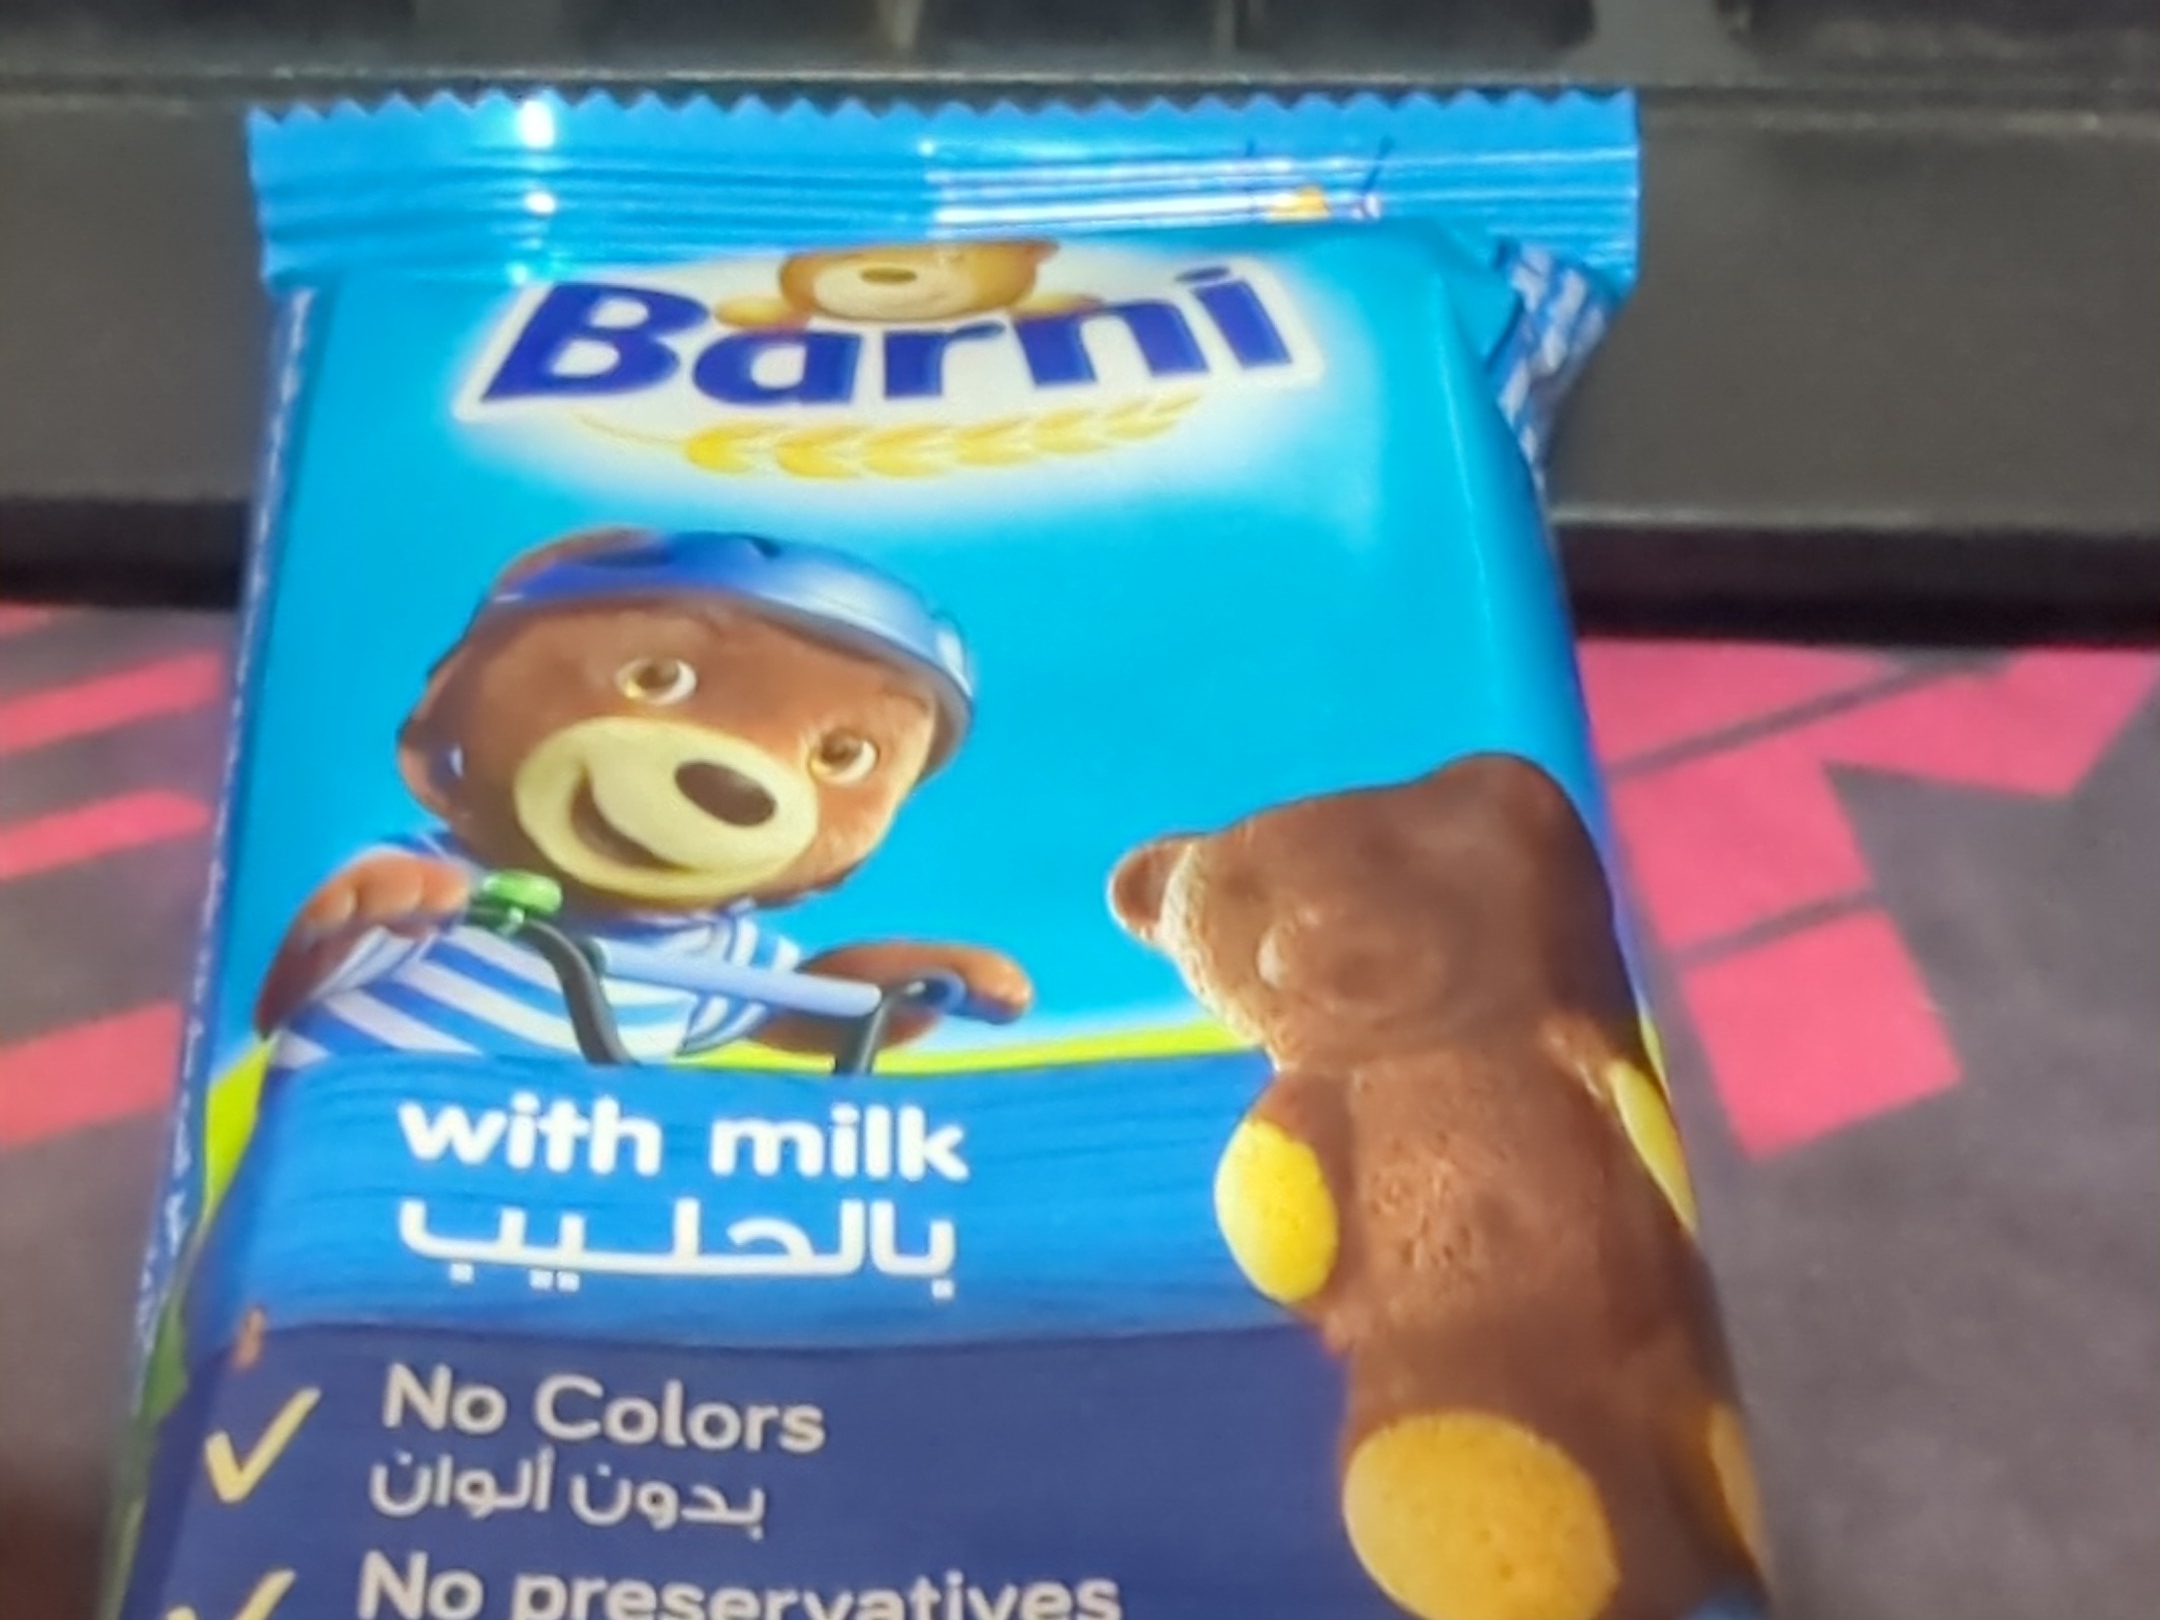 Barni
with milk
بالحليب
No Colors
بدون ألوان
No preservatives